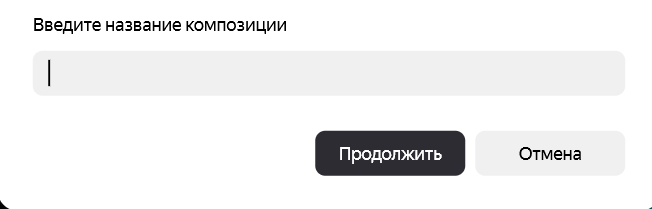 Введите название композиции
Продолжить
Отмена